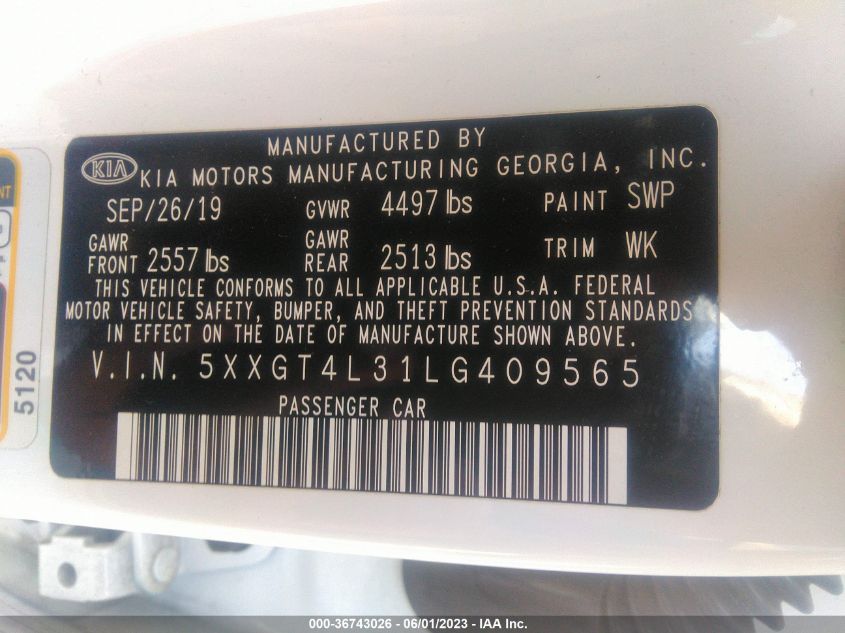 MANUFACTURED BY
KIA KIA MOTORS MANUFACTURING GEORGIA, INC.
SEP/26/19 GVWR 4497 lbs PAINT SWP
GAWR FRONT 2557 lbs GAWR REAR 2513 lbs TRIM WK
THIS VEHICLE CONFORMS TO ALL APPLICABLE U.S.A. FEDERAL
MOTOR VEHICLE SAFETY, BUMPER, AND THEFT PREVENTION STANDARDS
IN EFFECT ON THE DATE OF MANUFACTURE SHOWN ABOVE.
V.I.N. 5XXGT4L31LG409565
PASSENGER CAR
5120
000-36743026 - 06/01/2023 - IAA Inc.